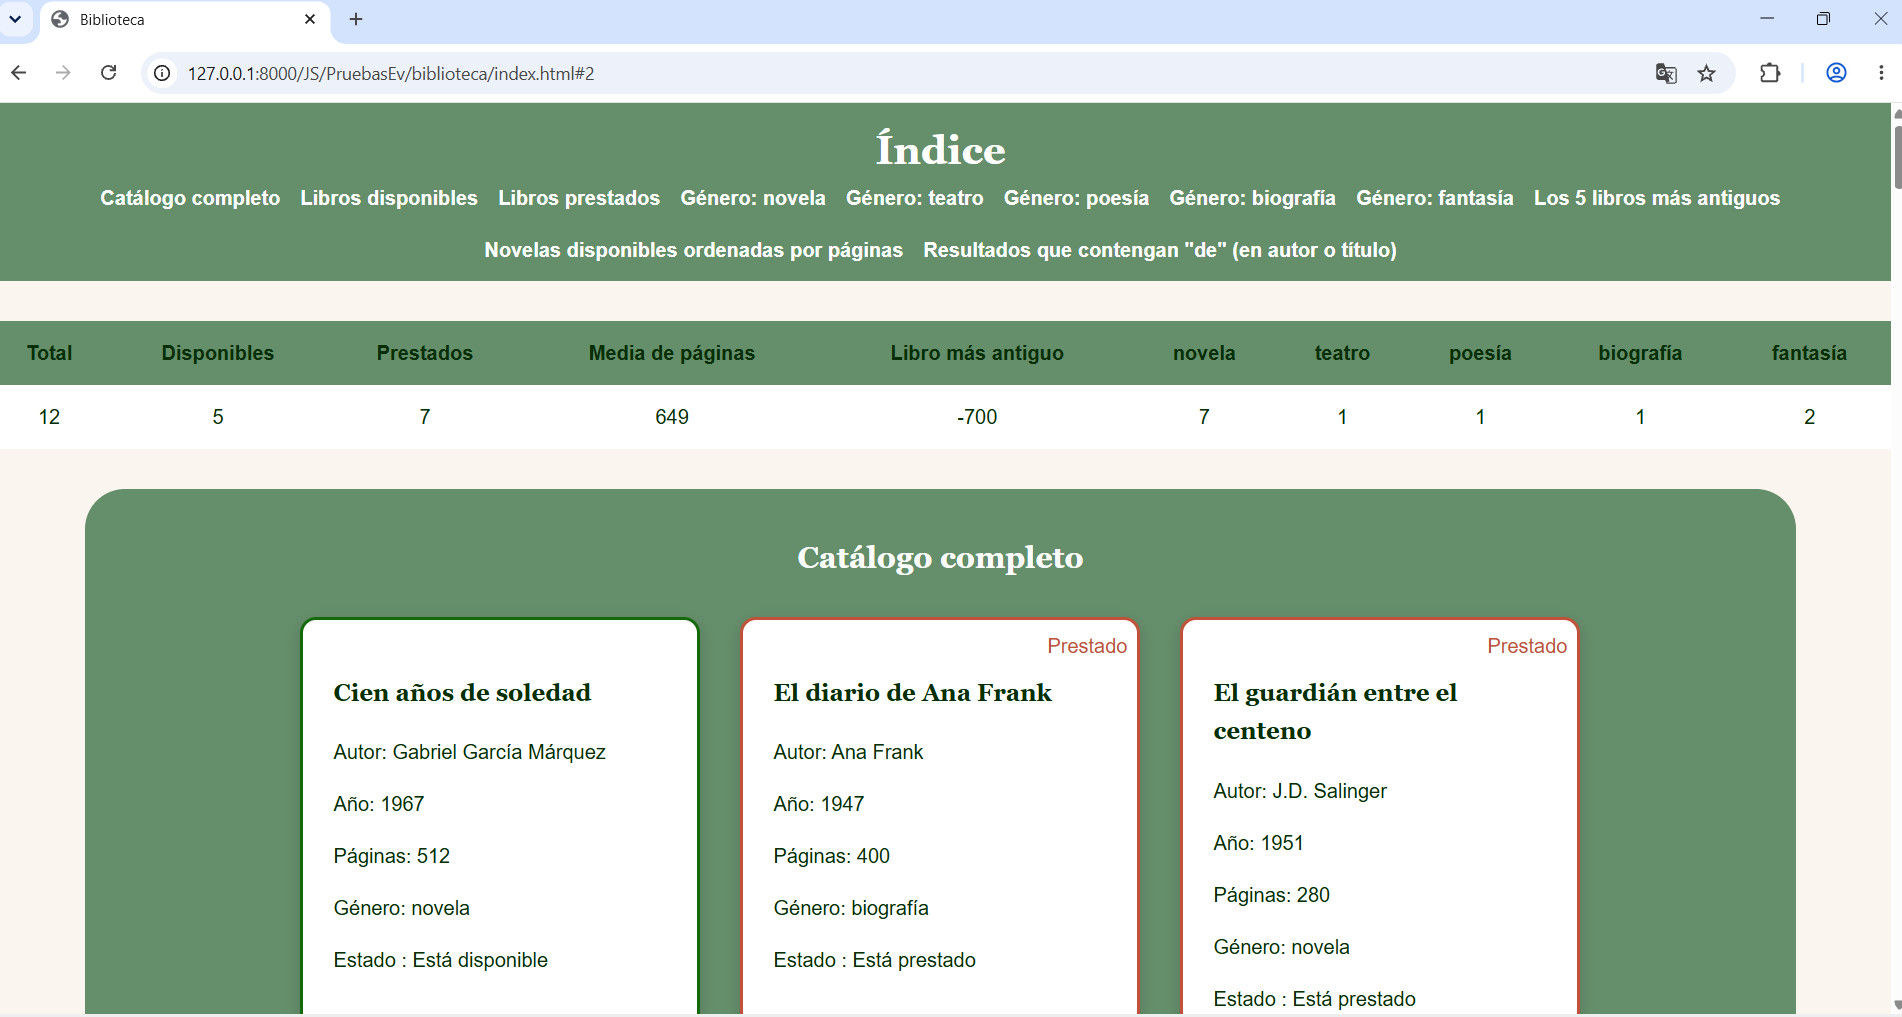 Biblioteca
127.0.0.1:8000/JS/PruebasEv/biblioteca/index.html#2
Índice
Catálogo completo Libros disponibles Libros prestados Género: novela Género: teatro Género: poesía Género: biografía Género: fantasía Los 5 libros más antiguos
Novelas disponibles ordenadas por páginas Resultados que contengan "de" (en autor o título)
Total Disponibles Prestados Media de páginas Libro más antiguo novela teatro poesía biografía fantasía
12 5 7 649 -700 7 1 1 1 2
Catálogo completo
Cien años de soledad
Autor: Gabriel García Márquez
Año: 1967
Páginas: 512
Género: novela
Estado : Está disponible
Prestado
El diario de Ana Frank
Autor: Ana Frank
Año: 1947
Páginas: 400
Género: biografía
Estado : Está prestado
Prestado
El guardián entre el
centeno
Autor: J.D. Salinger
Año: 1951
Páginas: 280
Género: novela
Estado : Está prestado